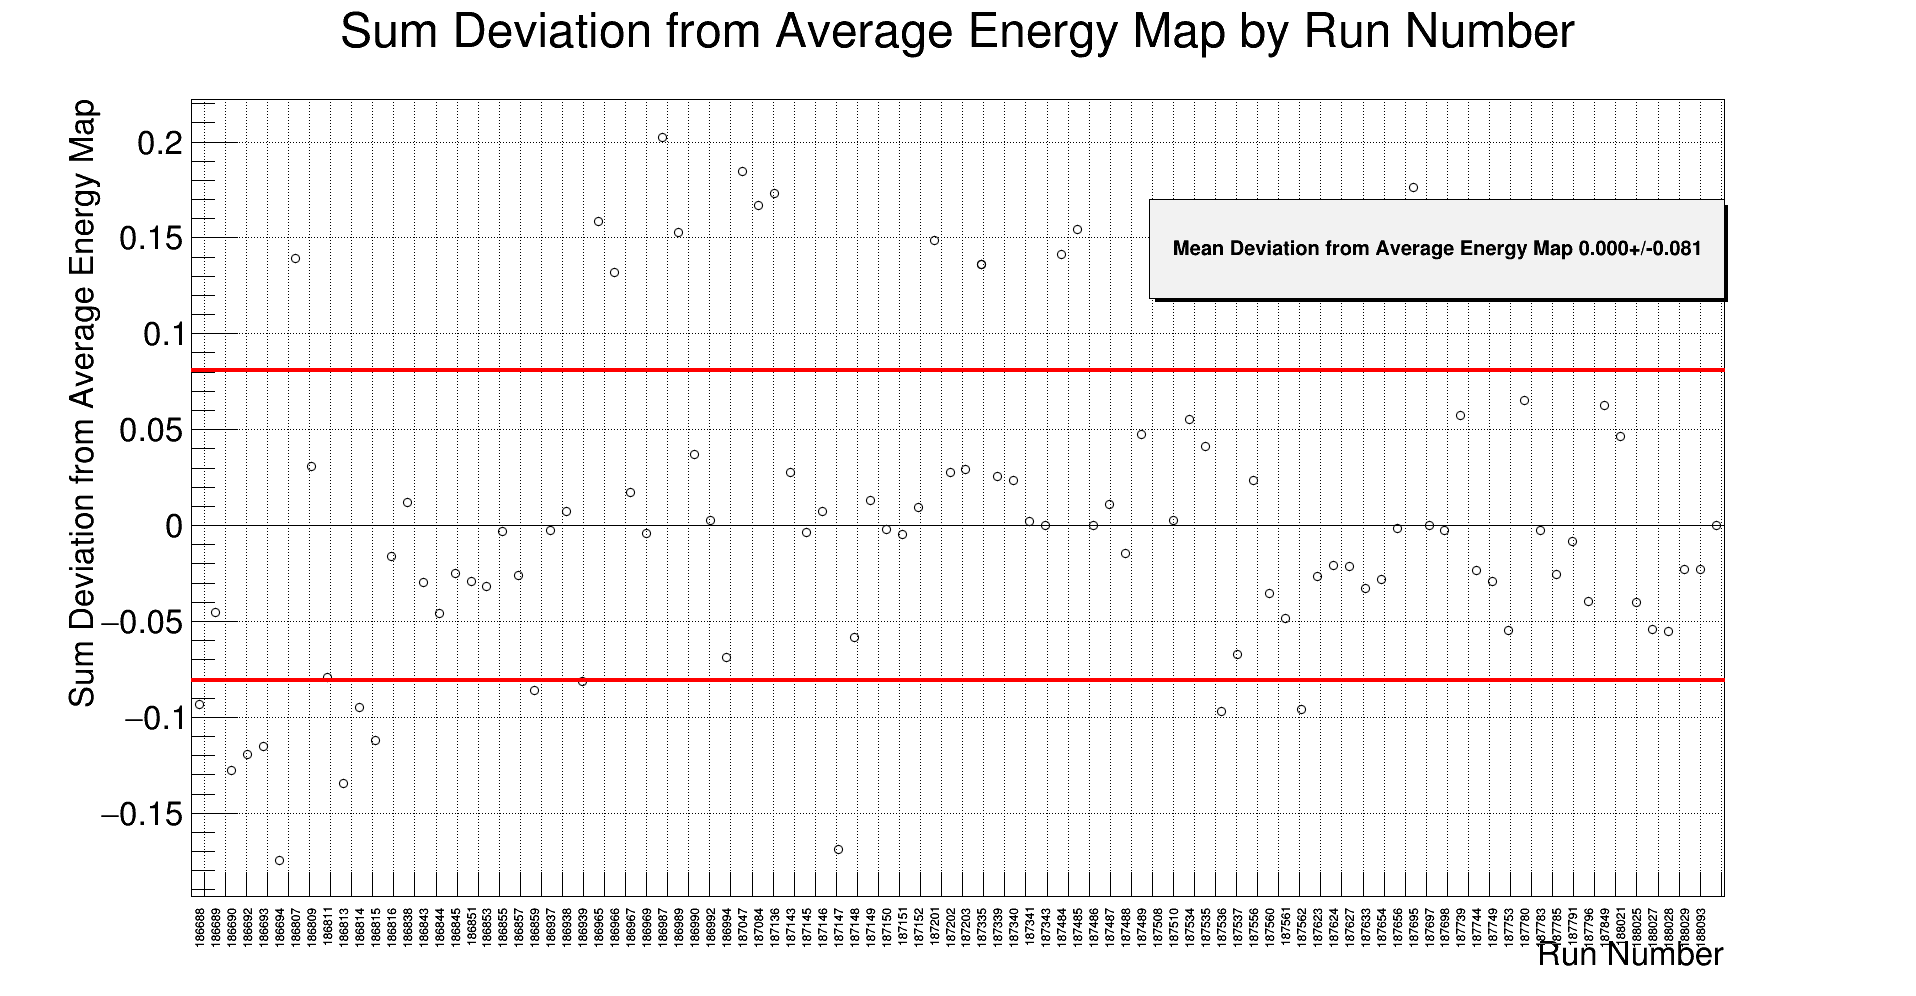 Sum Deviation from Average Energy Map by Run Number
Sum Deviation from Average Energy Map
0.2
0.15
0.1
0.05
0
−0.05
−0.1
−0.15
Mean Deviation from Average Energy Map 0.000+/-0.081
186688 186689 186690 186692 186693 186694 186807 186809 186811 186813 186814 186815 186816 186838 186843 186844 186845 186851 186853 186855 186857 186859 186937 186938 186939 186965 186966 186967 186969 186987 186989 186990 186992 186994 187047 187084 187136 187143 187145 187146 187147 187148 187149 187150 187151 187152 187201 187202 187203 187335 187339 187340 187341 187343 187484 187485 187486 187487 187488 187489 187508 187510 187534 187535 187536 187537 187556 187560 187561 187562 187623 187624 187627 187633 187654 187656 187695 187697 187698 187739 187744 187749 187753 187780 187783 187785 187791 187796 187849 188021 188025 188027 188028 188029 188093
Run Number